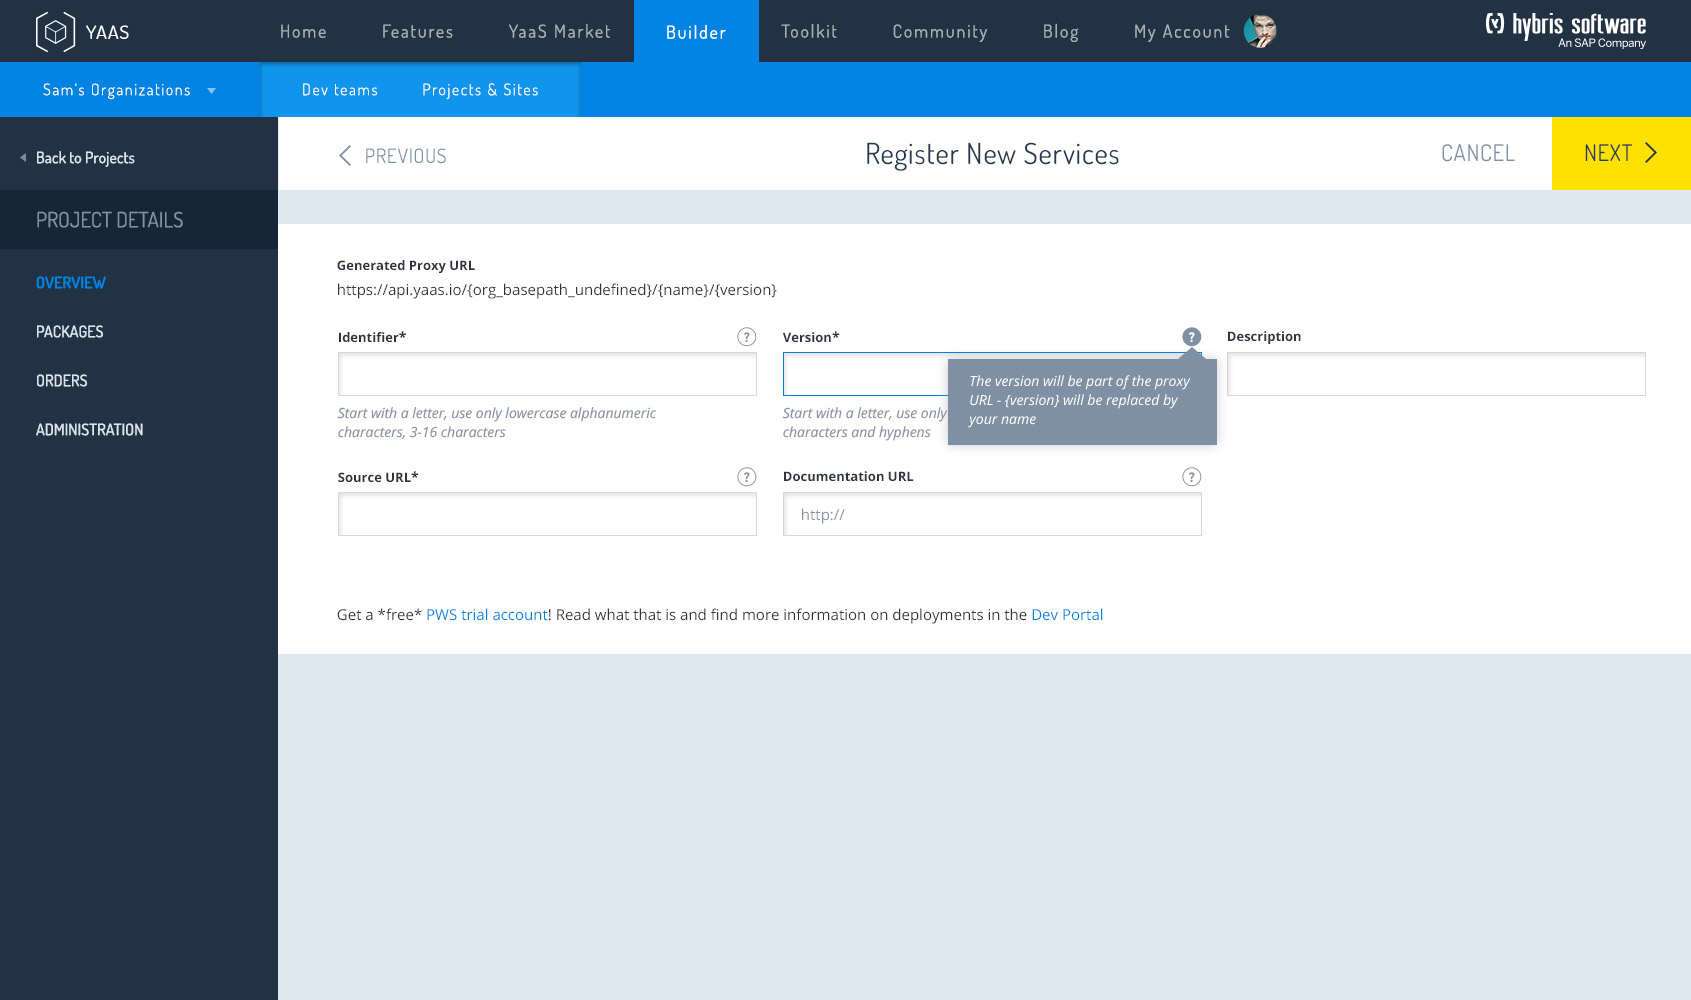 YAAS
Home Features YaaS Market Builder Toolkit Community Blog My Account
hybris software
An SAP Company
Sam's Organizations Dev teams Projects & Sites
Back to Projects
PREVIOUS Register New Services CANCEL NEXT
PROJECT DETAILS
OVERVIEW
PACKAGES
ORDERS
ADMINISTRATION
Generated Proxy URL
https://api.yaas.io/{org_basepath_undefined}/{name}/{version}
Identifier* ?
Start with a letter, use only lowercase alphanumeric
characters, 3-16 characters
Version* ?
Start with a letter, use only
characters and hyphens
The version will be part of the proxy
URL - {version} will be replaced by
your name
Description
Source URL* ?
Documentation URL ?
http://
Get a *free* PWS trial account! Read what that is and find more information on deployments in the Dev Portal